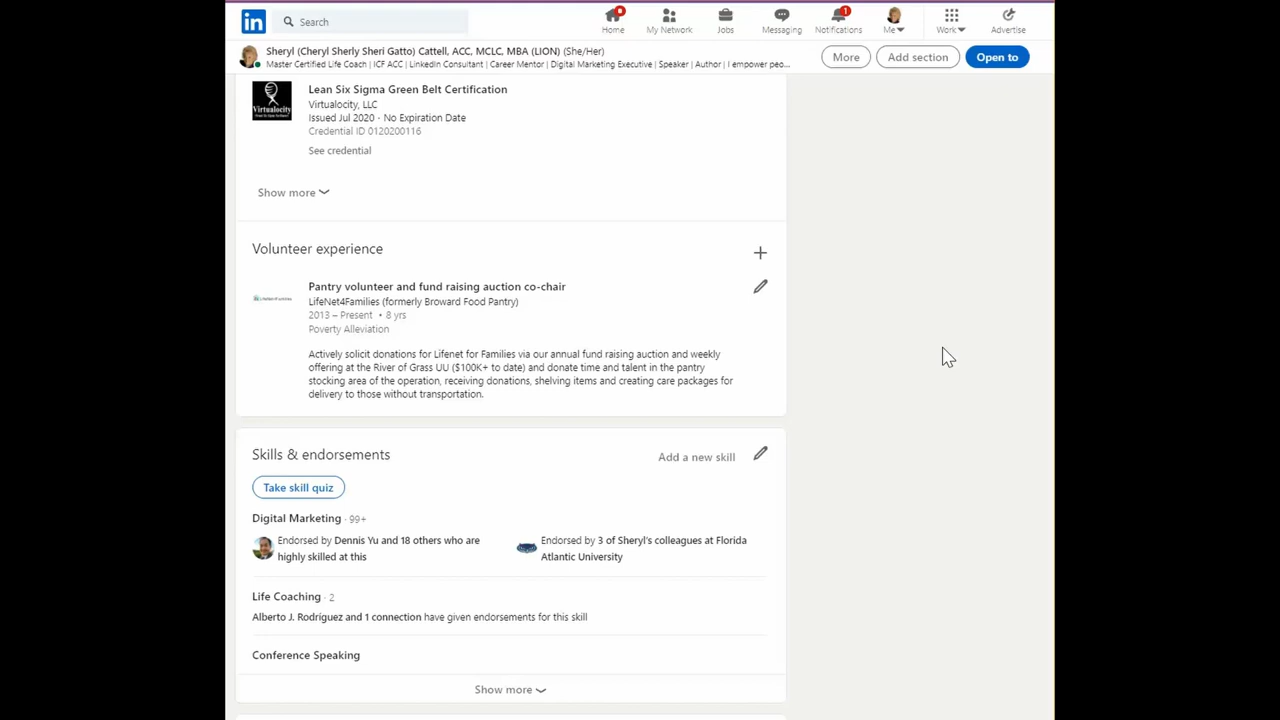 in
Search
Home
My Network
Jobs
Messaging
1
Notifications
Me
Work
Advertise
Sheryl (Cheryl Sherly Sheri Gatto) Cattell, ACC, MCLC, MBA (LION) (She/Her)
Master Certified Life Coach | ICF ACC | LinkedIn Consultant | Career Mentor | Digital Marketing Executive | Speaker | Author | I empower peo...
More
Add section
Open to
Virtualocity
Lean Six Sigma Green Belt Certification
Virtualocity, LLC
Issued Jul 2020 · No Expiration Date
Credential ID 0120200116
See credential
Show more
Volunteer experience
Pantry volunteer and fund raising auction co-chair
LifeNet4Families (formerly Broward Food Pantry)
2013 – Present • 8 yrs
Poverty Alleviation
Actively solicit donations for Lifenet for Families via our annual fund raising auction and weekly
offering at the River of Grass UU ($100K+ to date) and donate time and talent in the pantry
stocking area of the operation, receiving donations, shelving items and creating care packages for
delivery to those without transportation.
Skills & endorsements
Add a new skill
Take skill quiz
Digital Marketing · 99+
Endorsed by Dennis Yu and 18 others who are
highly skilled at this
Endorsed by 3 of Sheryl's colleagues at Florida
Atlantic University
Life Coaching · 2
Alberto J. Rodríguez and 1 connection have given endorsements for this skill
Conference Speaking
Show more